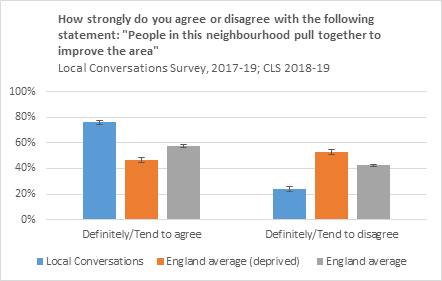 How strongly do you agree or disagree with the following
statement: "People in this neighbourhood pull together to
improve the area"
Local Conversations Survey, 2017-19; CLS 2018-19
100%
80%
60%
40%
20%
0%
Definitely/Tend to agree Definitely/Tend to disagree
Local Conversations England average (deprived) England average